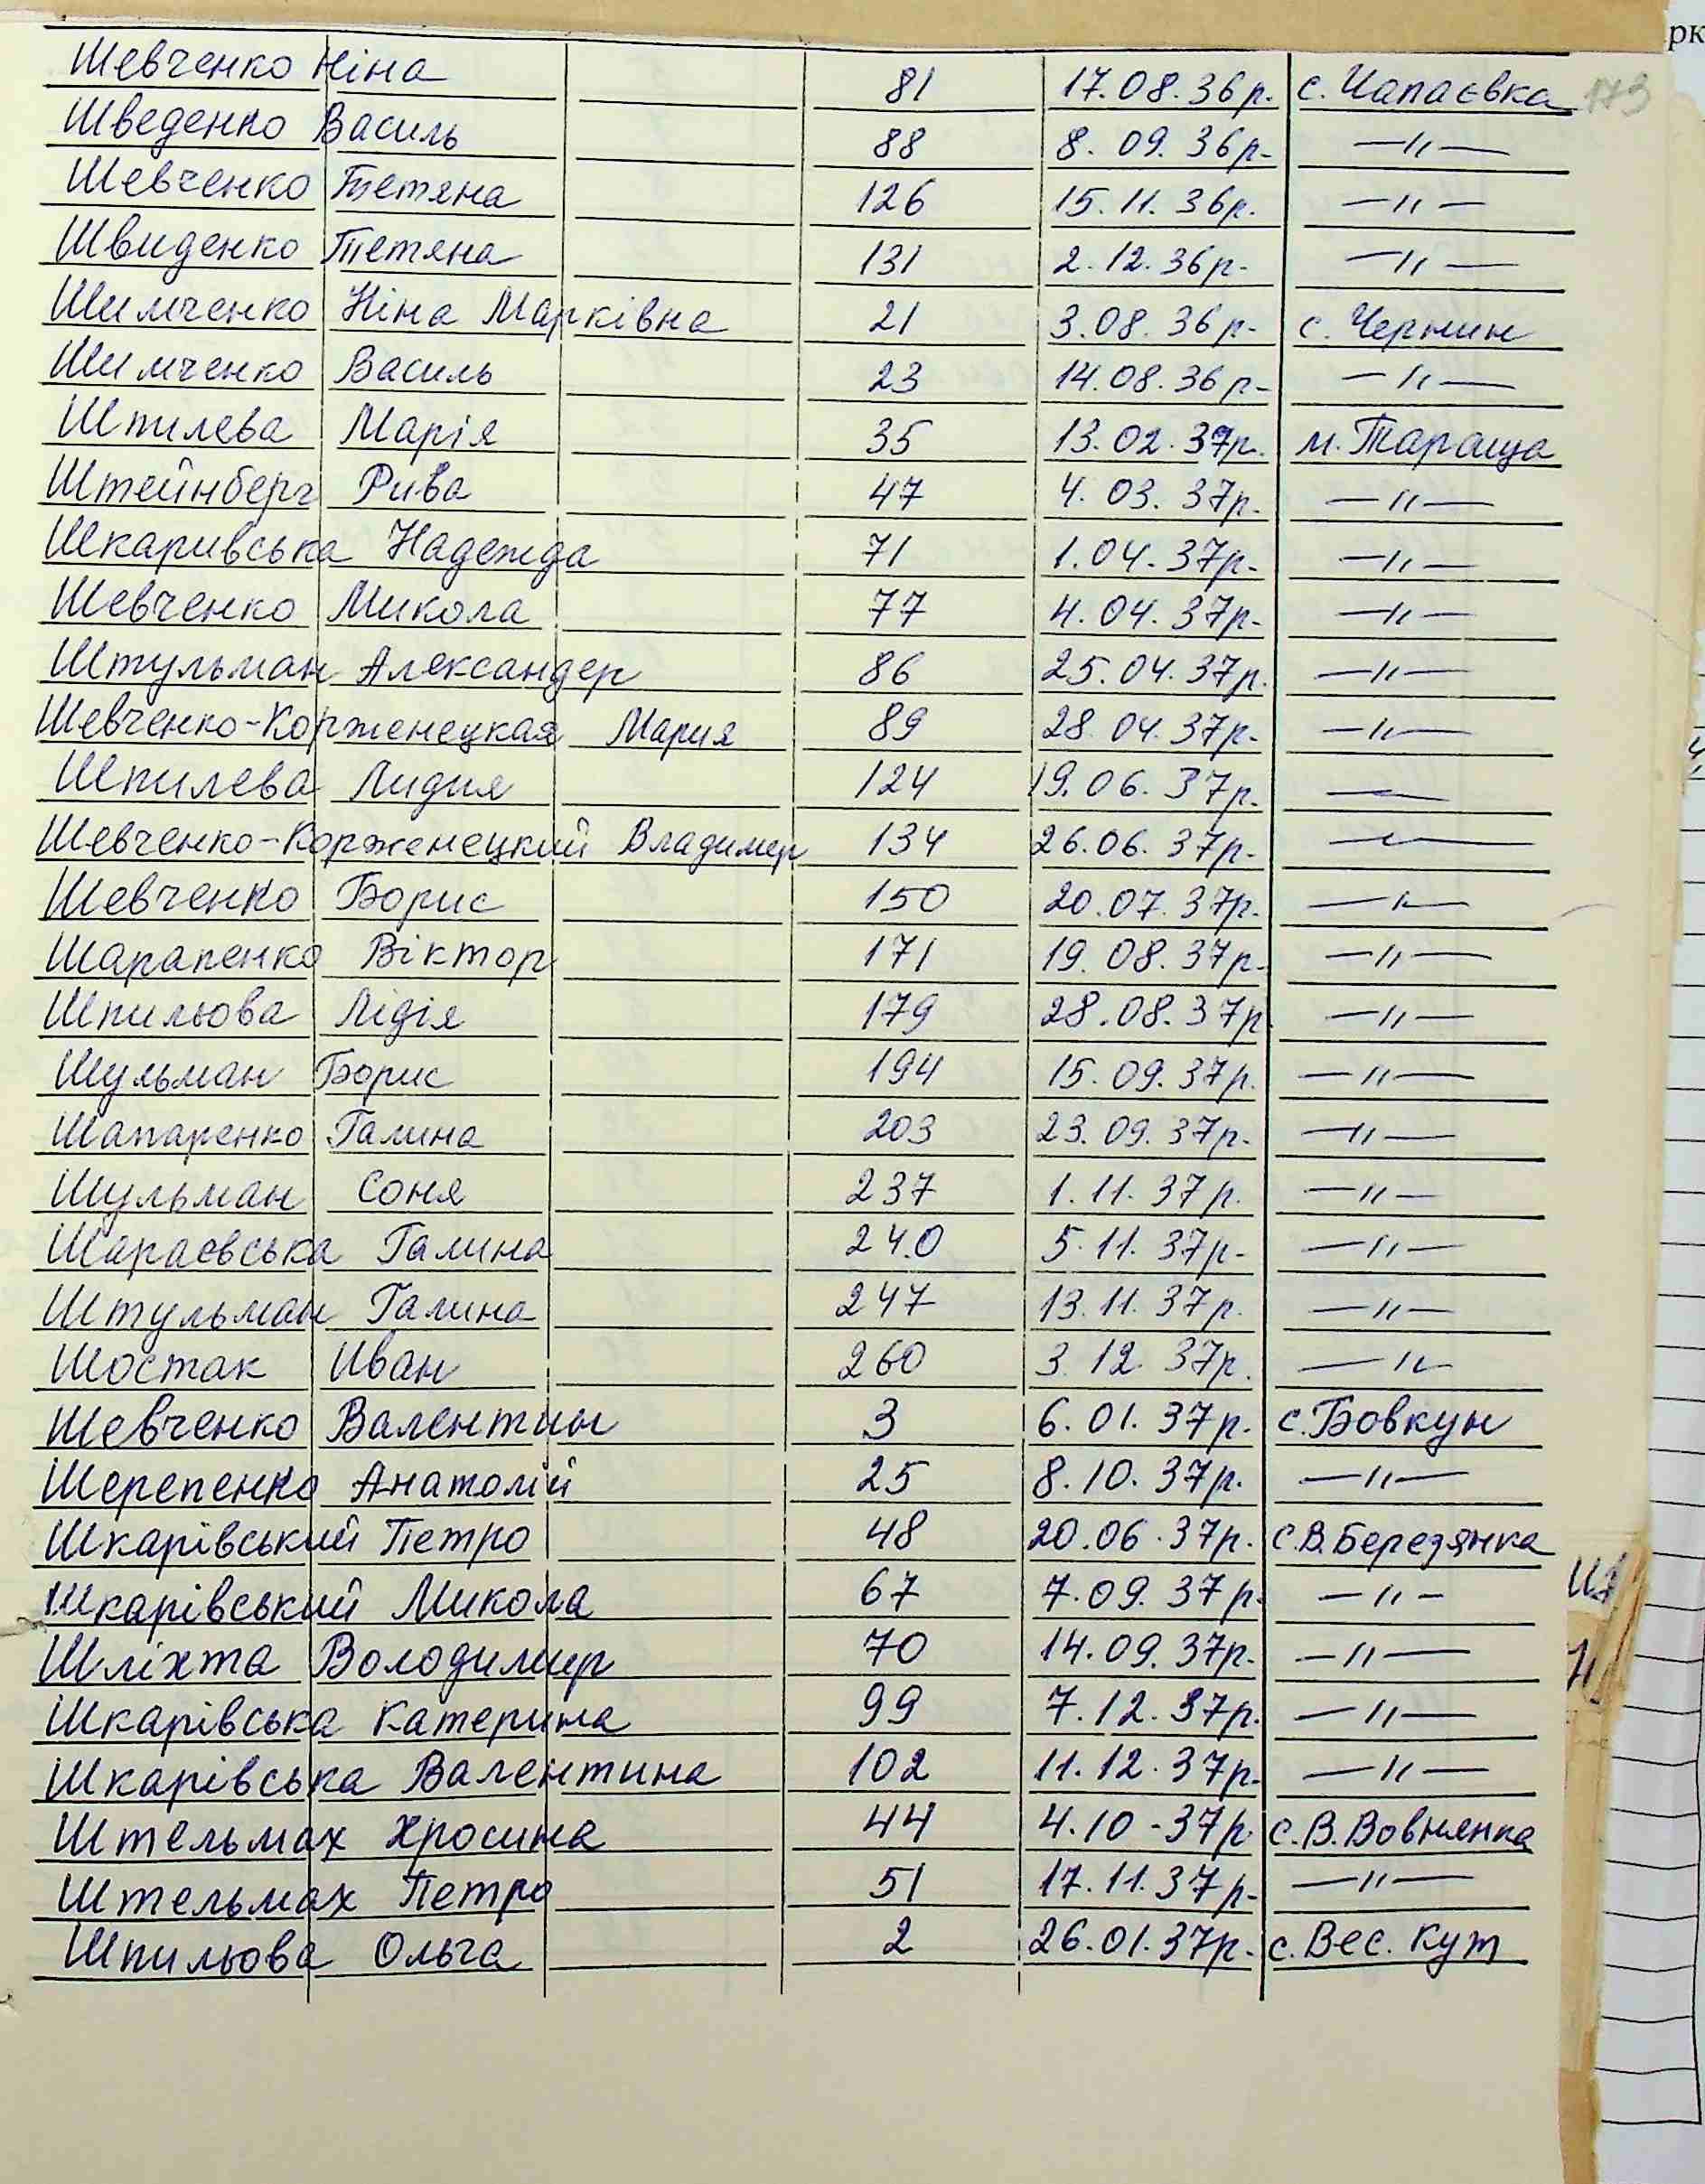 Шевченко Ніна 81 17.08.36р. с. Чапаєвка 173
Шведенко Василь 88 8.09.36р. —"—
Шевченко Тетяна 126 15.11.36р. —"—
Швиденко Тетяна 131 2.12.36р. —"—
Шимченко Ніна Марківна 21 3.08.36р. с. Чернин
Шимченко Василь 23 14.08.36р. —"—
Шпилева Марія 35 13.02.37р. м. Тараща
Штейнберг Рива 47 4.03.37р. —"—
Шкаривська Надежда 71 1.04.37р. —"—
Шевченко Микола 77 4.04.37р. —"—
Штульман Александер 86 25.04.37р. —"—
Шевченко-Корженецкая Мария 89 28.04.37р. —"—
Шпилева Лидия 124 19.06.37р. —"—
Шевченко-Корженецкий Владимер 134 26.06.37р. —"—
Шевченко Борис 150 20.07.37р. —"—
Шарапенко Віктор 171 19.08.37р. —"—
Шпильова Лідія 179 28.08.37р —"—
Шульман Борис 194 15.09.37р. —"—
Шапаренко Галина 203 23.09.37р. —"—
Шульман Соня 237 1.11.37р. —"—
Шараєвська Галина 240 5.11.37р. —"—
Штульман Галина 247 13.11.37р. —"—
Шостак Иван 260 3.12.37р. —"—
Шевченко Валентин 3 6.01.37р. с. Бовкун
Шерепенко Анатолій 25 8.10.37р. —"—
Шкарівський Петро 48 20.06.37р. с. В. Березянка
Шкарівський Микола 67 7.09.37р. —"—
Шліхта Володимир 70 14.09.37р. —"—
Шкарівська Катерина 99 7.12.37р. —"—
Шкарівська Валентина 102 11.12.37р. —"—
Штельмах Хросина 44 4.10-37р. с. В. Вовнянка
Штельмах Петро 51 17.11.37р. —"—
Шпильова Ольга 2 26.01.37р. с. Вес. Кут